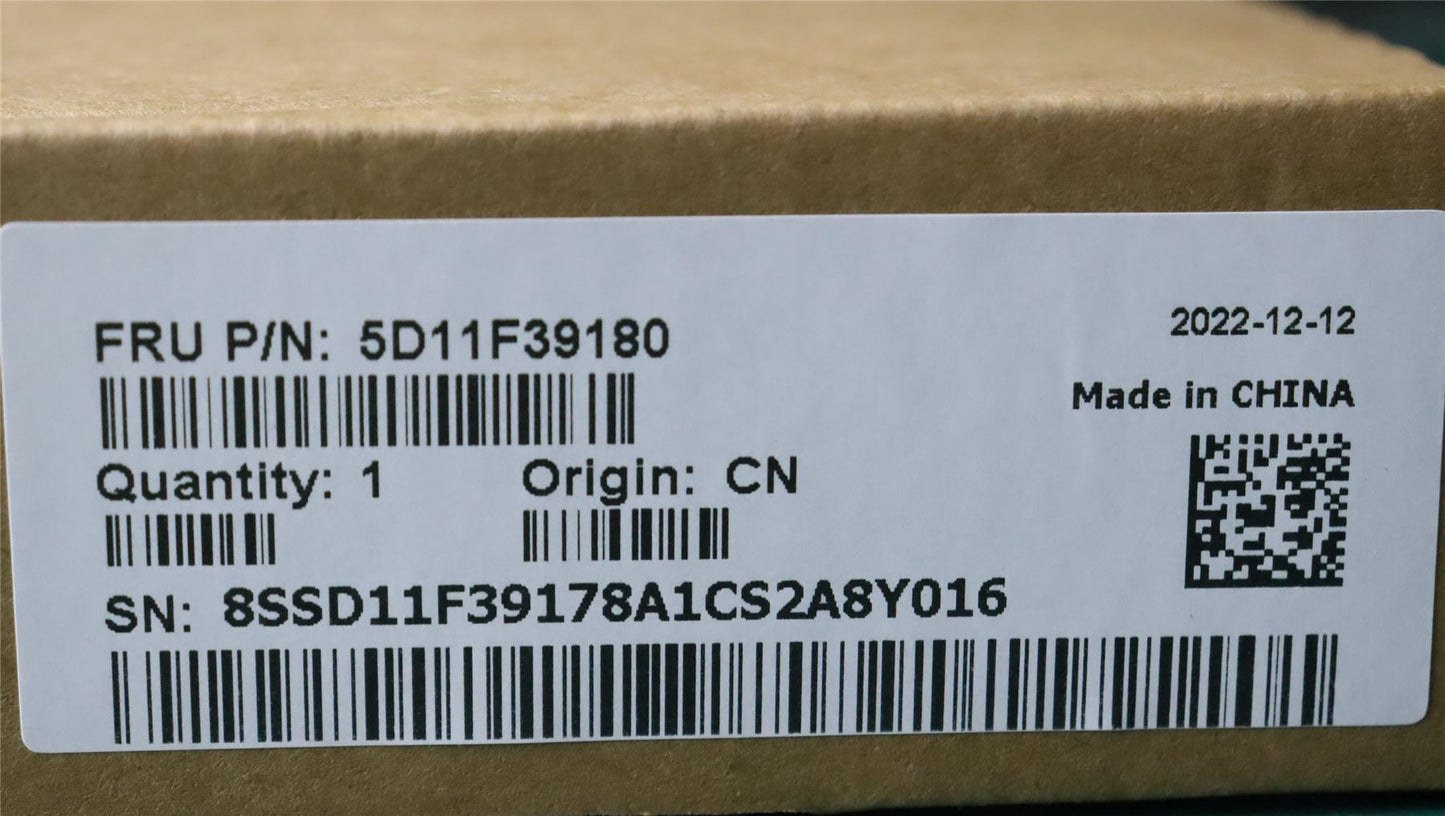 FRU P/N: 5D11F39180
2022-12-12
Made in CHINA
Quantity: 1
Origin: CN
SN: 8SSD11F39178A1CS2A8Y016